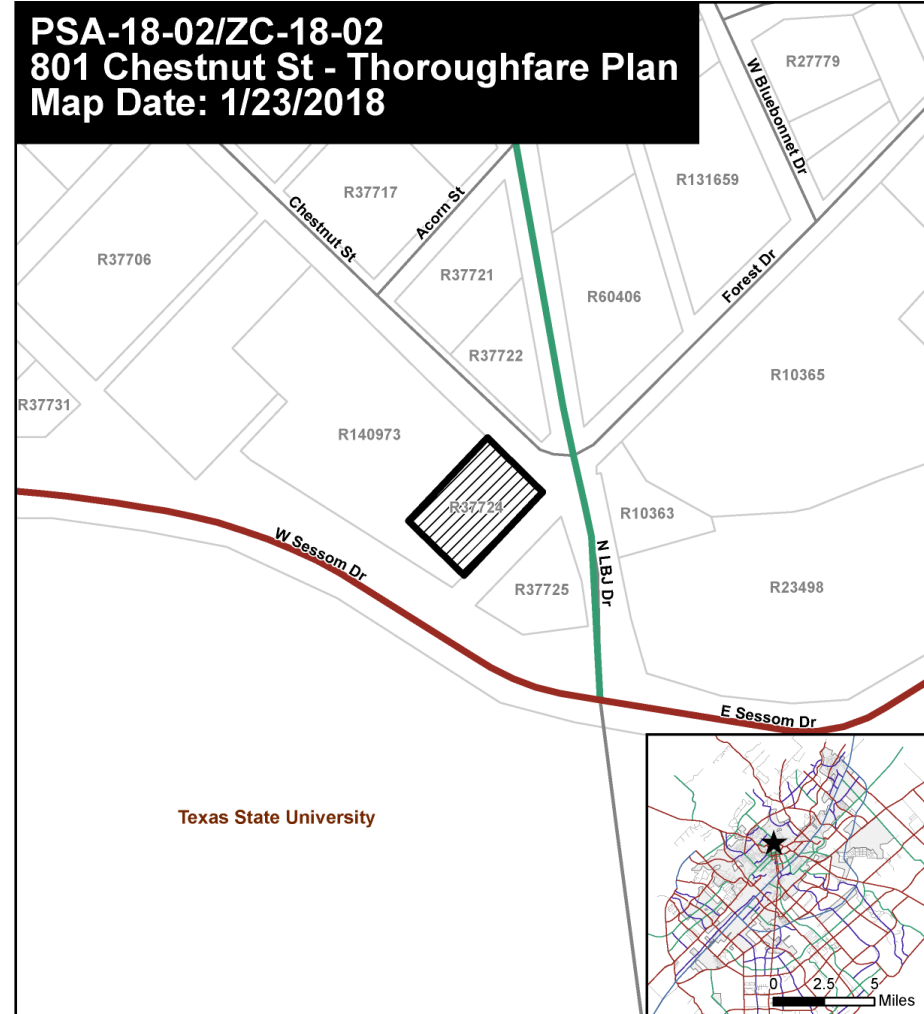 PSA-18-02/ZC-18-02
801 Chestnut St - Thoroughfare Plan
Map Date: 1/23/2018
R27779
W Bluebonnet Dr
R131659
R37717
Acorn St
Chestnut St
R37706
R37721
Forest Dr
R60406
R37722
R10365
R37731
R140973
R37724
R10363
W Sessom Dr
N LBJ Dr
R37725
R23498
E Sessom Dr
Texas State University
0 2.5 5
Miles